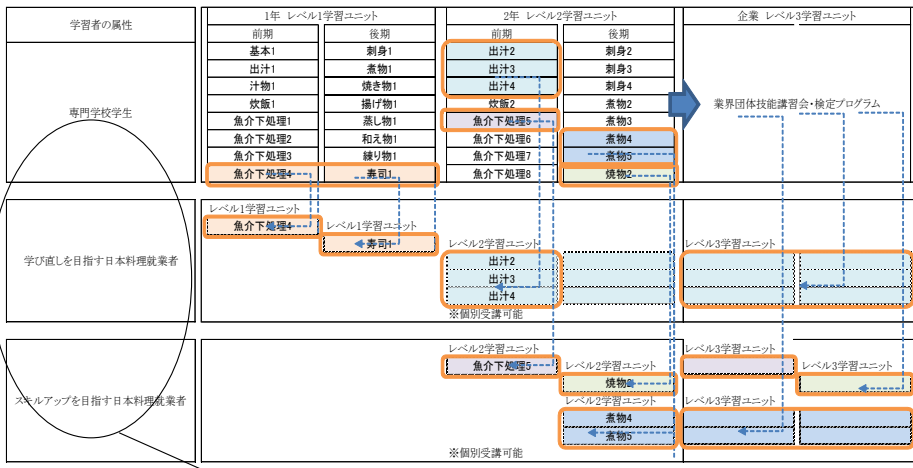 学習者の属性
1年 レベル1学習ユニット
2年 レベル2学習ユニット
企業 レベル3学習ユニット
前期 後期 前期 後期
基本1 刺身1 出汁2 刺身2
出汁1 煮物1 出汁3 刺身3
汁物1 焼き物1 出汁4 刺身4
炊飯1 揚げ物1 炊飯2 煮物2
専門学校学生
業界団体技能講習会・検定プログラム
魚介下処理1 蒸し物1 魚介下処理5 煮物3
魚介下処理2 和え物1 魚介下処理6 煮物4
魚介下処理3 練り物1 魚介下処理7 煮物5
魚介下処理4 寿司1 魚介下処理8 焼物2
レベル1学習ユニット
魚介下処理4
レベル1学習ユニット
寿司1
学び直しを目指す日本料理就業者
レベル2学習ユニット
レベル3学習ユニット
出汁2
出汁3
出汁4
※個別受講可能
レベル2学習ユニット
レベル3学習ユニット
魚介下処理5
レベル2学習ユニット
レベル3学習ユニット
焼物2
スキルアップを目指す日本料理就業者
レベル2学習ユニット
レベル3学習ユニット
煮物4
煮物5
※個別受講可能